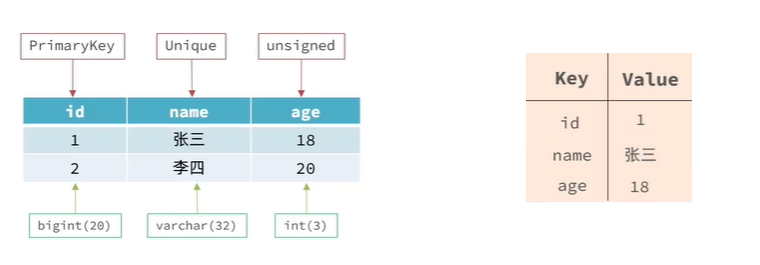 PrimaryKey Unique unsigned
id name age
1 张三 18
2 李四 20
bigint(20) varchar(32) int(3)
Key Value
id 1
name 张三
age 18